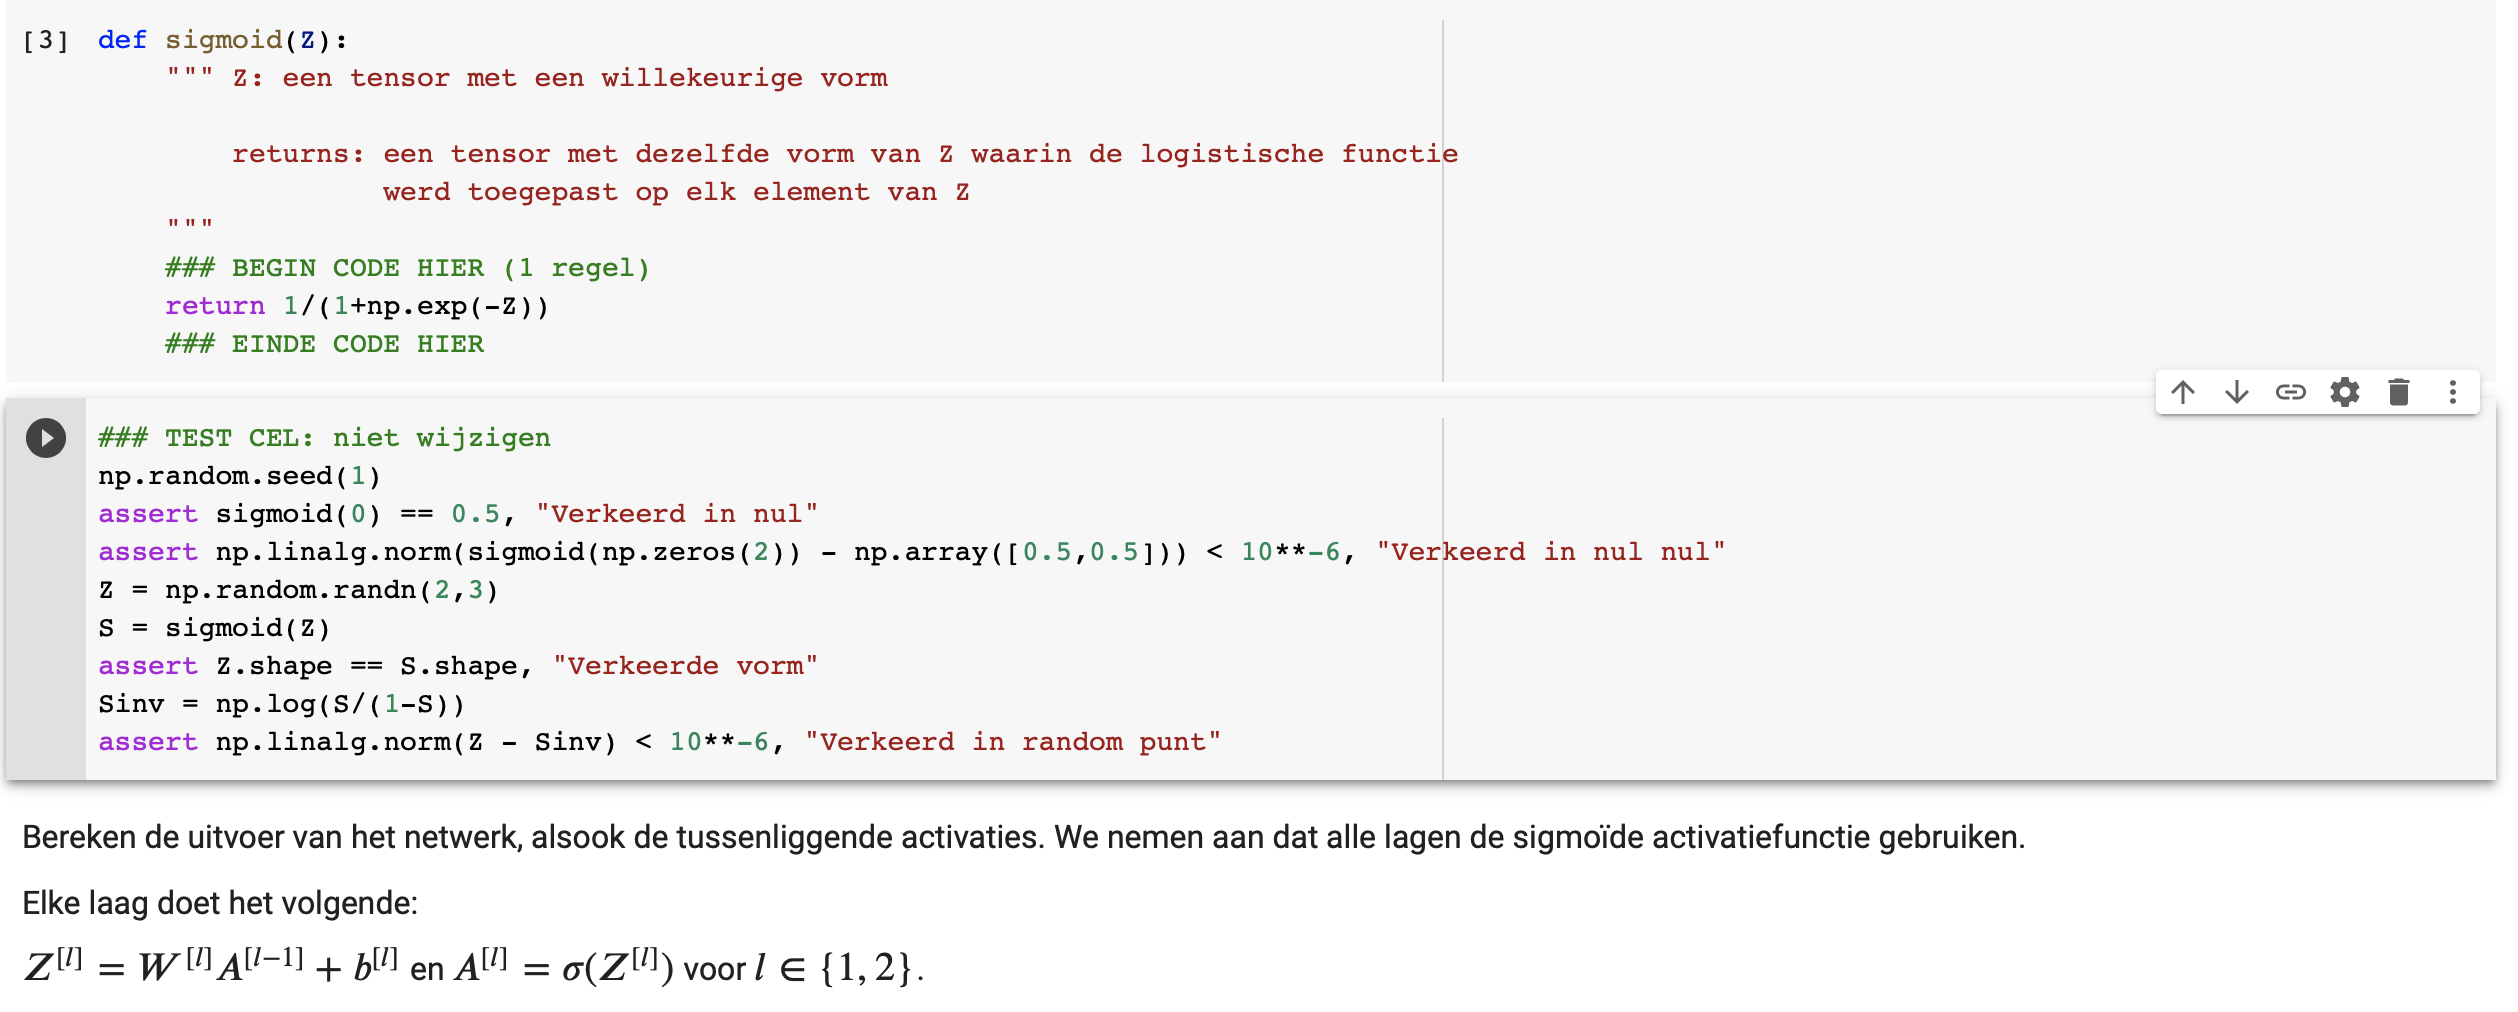 [3] def sigmoid(Z):
""" Z: een tensor met een willekeurige vorm
returns: een tensor met dezelfde vorm van Z waarin de logistische functie
werd toegepast op elk element van Z
"""
### BEGIN CODE HIER (1 regel)
return 1/(1+np.exp(-Z))
### EINDE CODE HIER
### TEST CEL: niet wijzigen
np.random.seed(1)
assert sigmoid(0) == 0.5, "Verkeerd in nul"
assert np.linalg.norm(sigmoid(np.zeros(2)) - np.array([0.5,0.5])) < 10**-6, "Verkeerd in nul nul"
Z = np.random.randn(2,3)
S = sigmoid(Z)
assert Z.shape == S.shape, "Verkeerde vorm"
Sinv = np.log(S/(1-S))
assert np.linalg.norm(Z - Sinv) < 10**-6, "Verkeerd in random punt"
Bereken de uitvoer van het netwerk, alsook de tussenliggende activaties. We nemen aan dat alle lagen de sigmoïde activatiefunctie gebruiken.
Elke laag doet het volgende:
Z^[l] = W^[l] A^[l−1] + b^[l] en A^[l] = σ(Z^[l]) voor l ∈ {1, 2}.